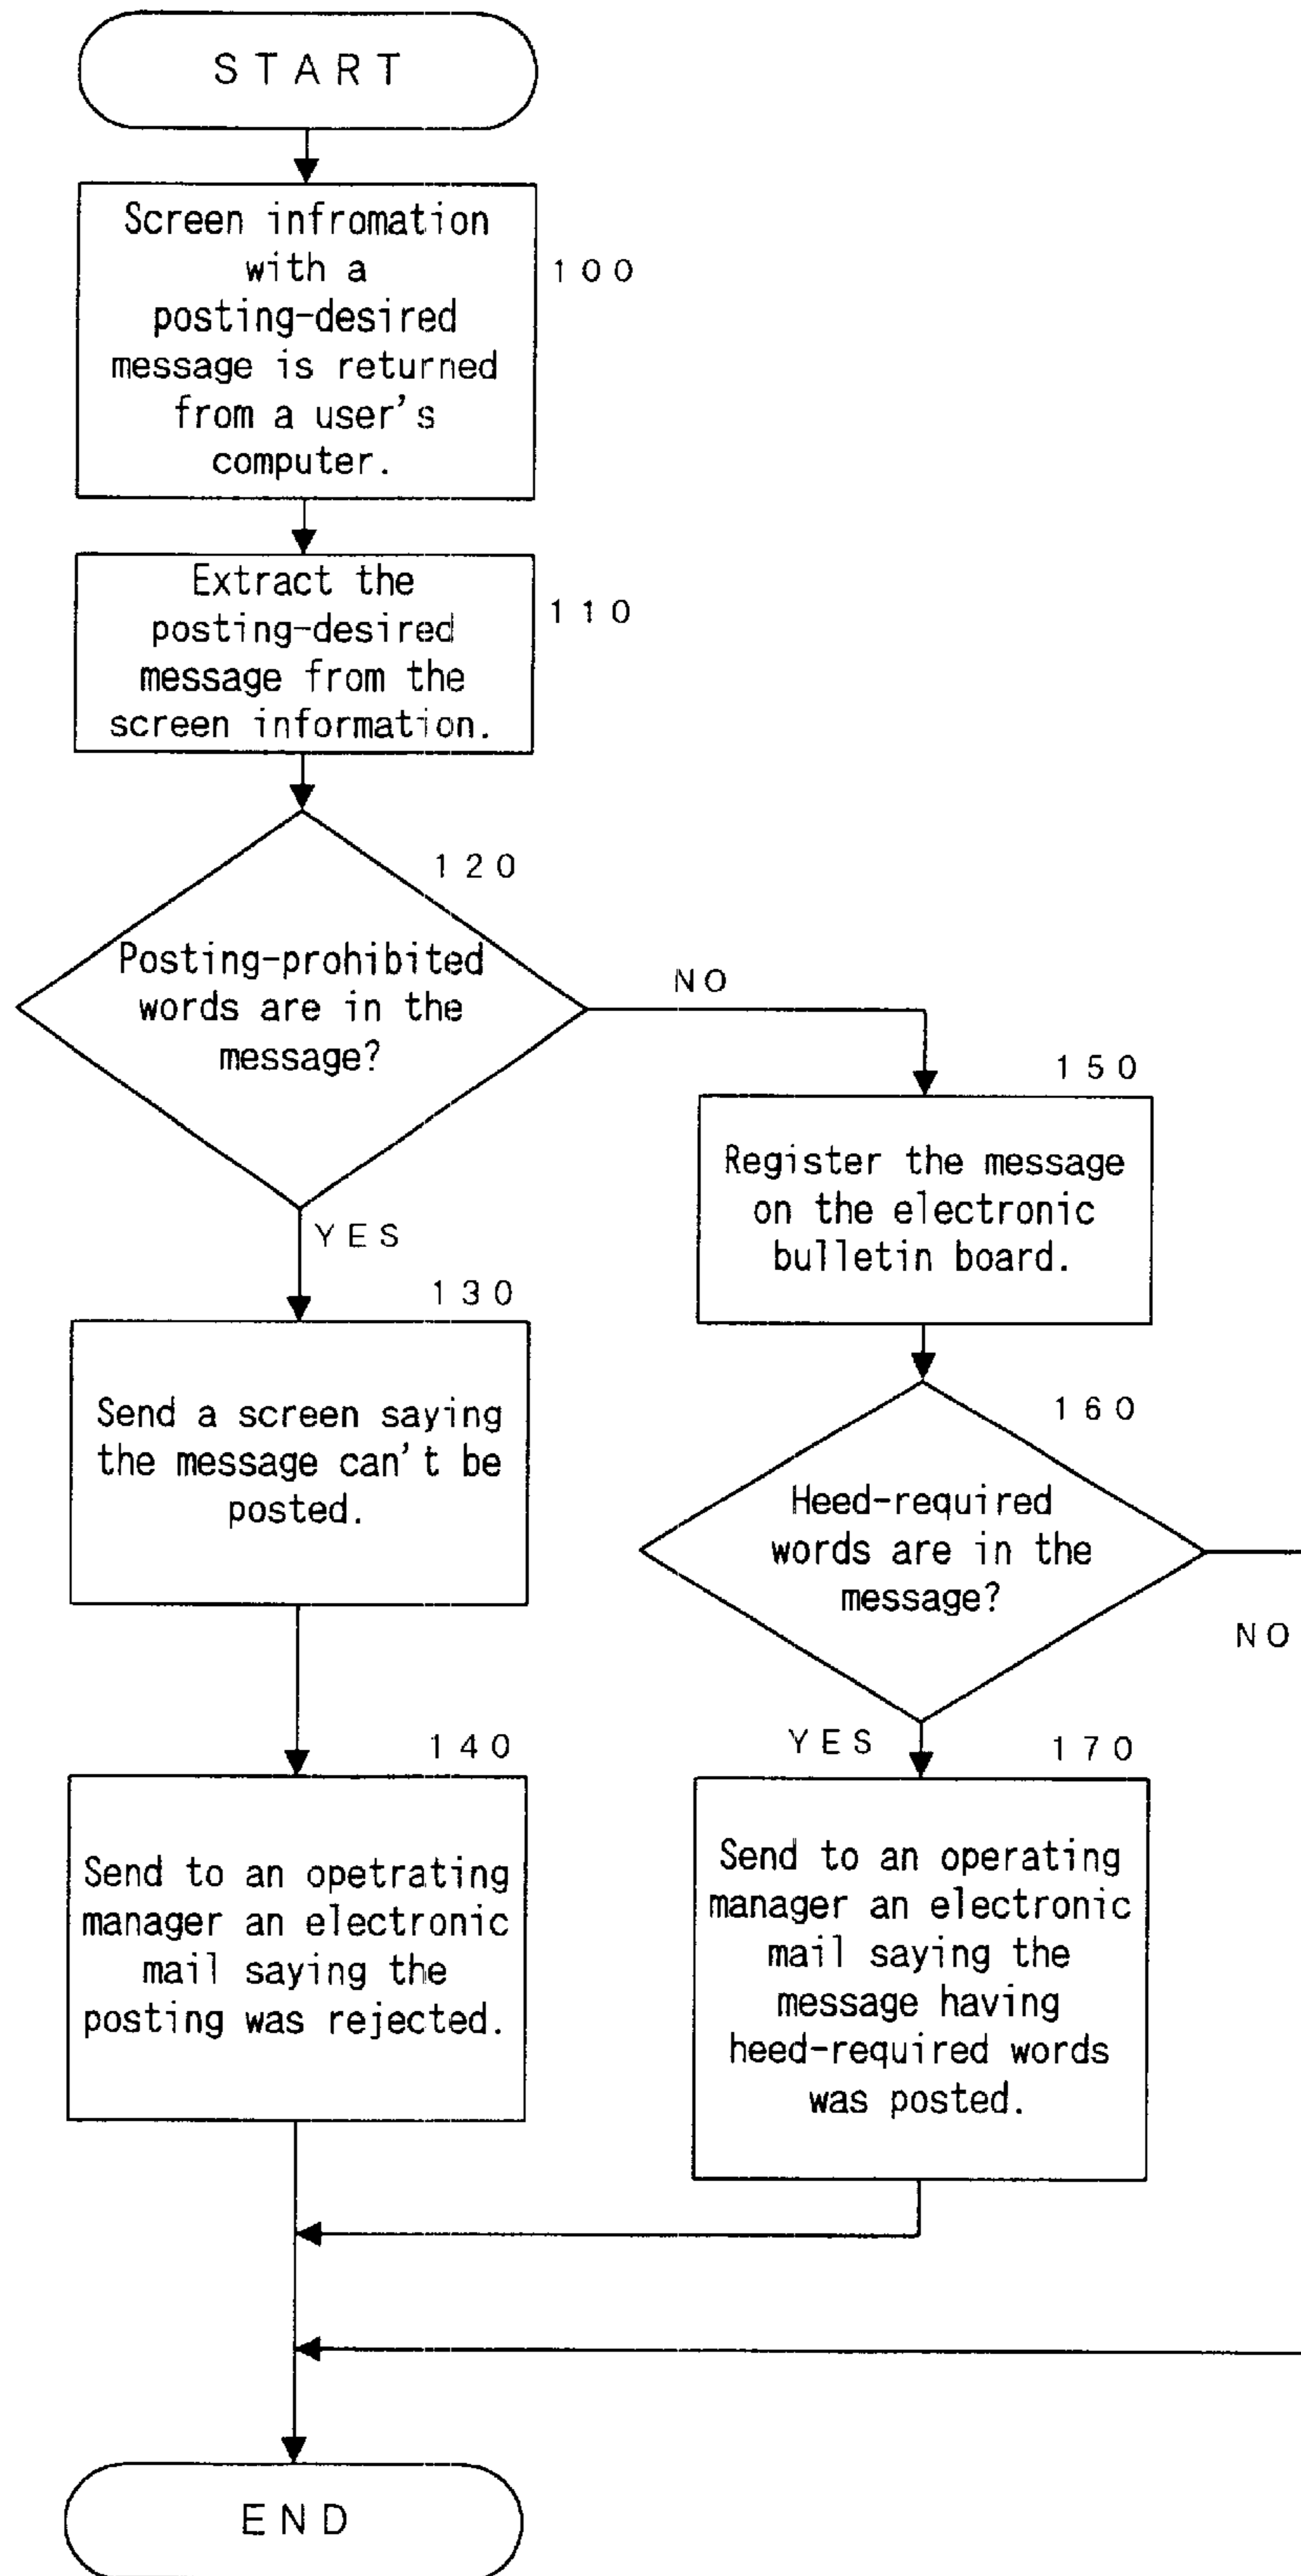 START
Screen infromation
with a
posting-desired
message is returned
from a user's
computer.
100
Extract the
posting-desired
message from the
screen information.
110
120
Posting-prohibited
words are in the
message?
NO
YES
130
Send a screen saying
the message can't be
posted.
140
Send to an opetrating
manager an electronic
mail saying the
posting was rejected.
150
Register the message
on the electronic
bulletin board.
160
Heed-required
words are in the
message?
NO
YES
170
Send to an operating
manager an electronic
mail saying the
message having
heed-required words
was posted.
END